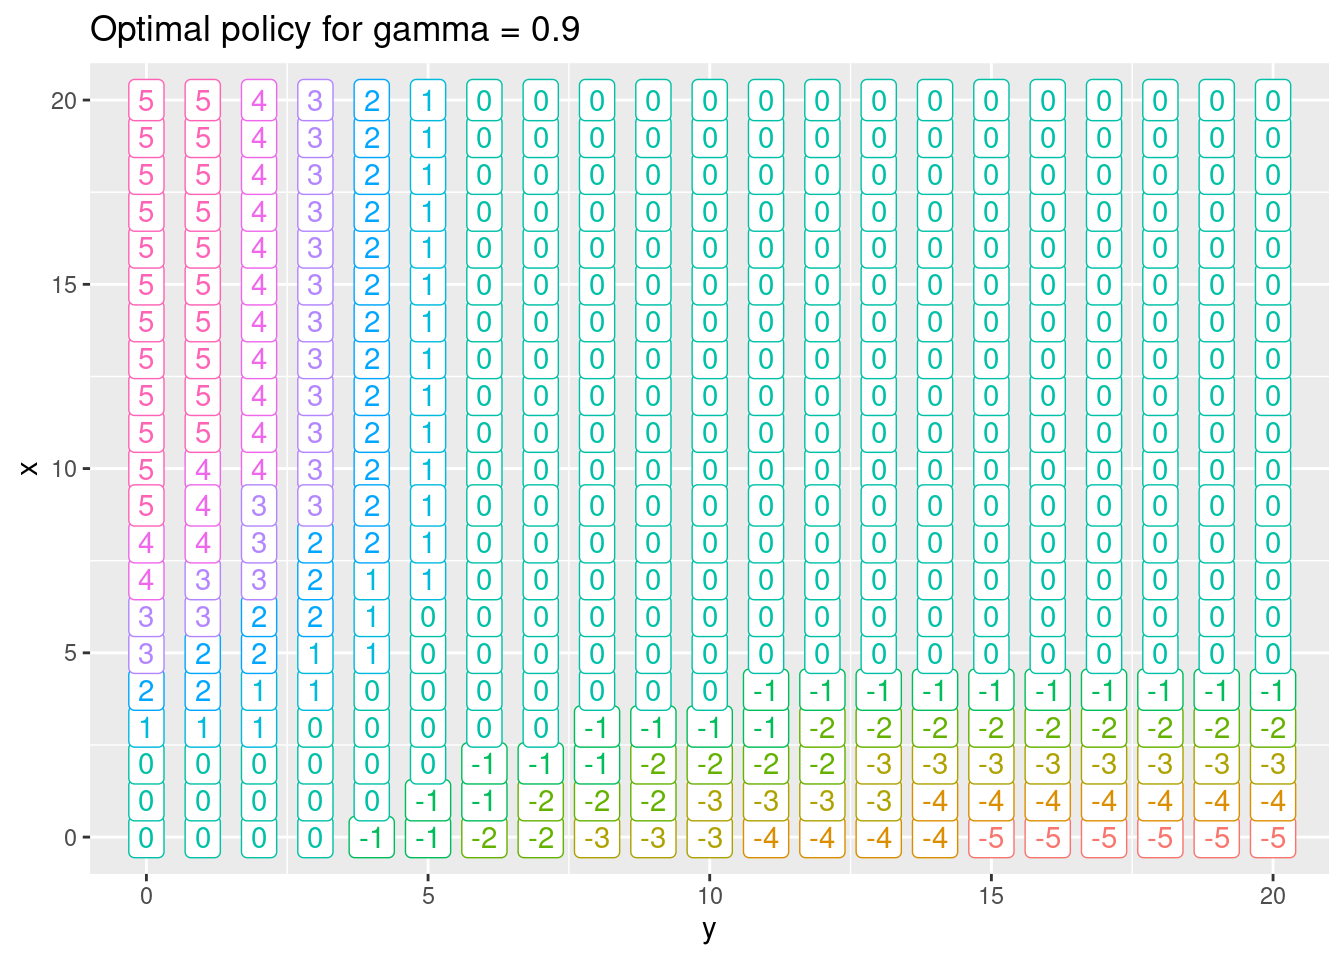 Optimal policy for gamma = 0.9
20 5 5 4 3 2 1 0 0 0 0 0 0 0 0 0 0 0 0 0 0 0
5 5 4 3 2 1 0 0 0 0 0 0 0 0 0 0 0 0 0 0 0
5 5 4 3 2 1 0 0 0 0 0 0 0 0 0 0 0 0 0 0 0
5 5 4 3 2 1 0 0 0 0 0 0 0 0 0 0 0 0 0 0 0
5 5 4 3 2 1 0 0 0 0 0 0 0 0 0 0 0 0 0 0 0
15 5 5 4 3 2 1 0 0 0 0 0 0 0 0 0 0 0 0 0 0 0
5 5 4 3 2 1 0 0 0 0 0 0 0 0 0 0 0 0 0 0 0
5 5 4 3 2 1 0 0 0 0 0 0 0 0 0 0 0 0 0 0 0
5 5 4 3 2 1 0 0 0 0 0 0 0 0 0 0 0 0 0 0 0
5 5 4 3 2 1 0 0 0 0 0 0 0 0 0 0 0 0 0 0 0
x 10 5 4 4 3 2 1 0 0 0 0 0 0 0 0 0 0 0 0 0 0 0
5 4 3 3 2 1 0 0 0 0 0 0 0 0 0 0 0 0 0 0 0
4 4 3 2 2 1 0 0 0 0 0 0 0 0 0 0 0 0 0 0 0
4 3 3 2 1 1 0 0 0 0 0 0 0 0 0 0 0 0 0 0 0
3 3 2 2 1 0 0 0 0 0 0 0 0 0 0 0 0 0 0 0 0
5 3 2 2 1 1 0 0 0 0 0 0 0 0 0 0 0 0 0 0 0 0
2 2 1 1 0 0 0 0 0 0 0 -1 -1 -1 -1 -1 -1 -1 -1 -1 -1
1 1 1 0 0 0 0 0 -1 -1 -1 -1 -2 -2 -2 -2 -2 -2 -2 -2 -2
0 0 0 0 0 0 -1 -1 -1 -2 -2 -2 -2 -3 -3 -3 -3 -3 -3 -3 -3
0 0 0 0 0 -1 -1 -2 -2 -2 -3 -3 -3 -3 -4 -4 -4 -4 -4 -4 -4
0 0 0 0 0 -1 -1 -2 -2 -3 -3 -3 -4 -4 -4 -4 -5 -5 -5 -5 -5 -5
0 5 10 15 20
y